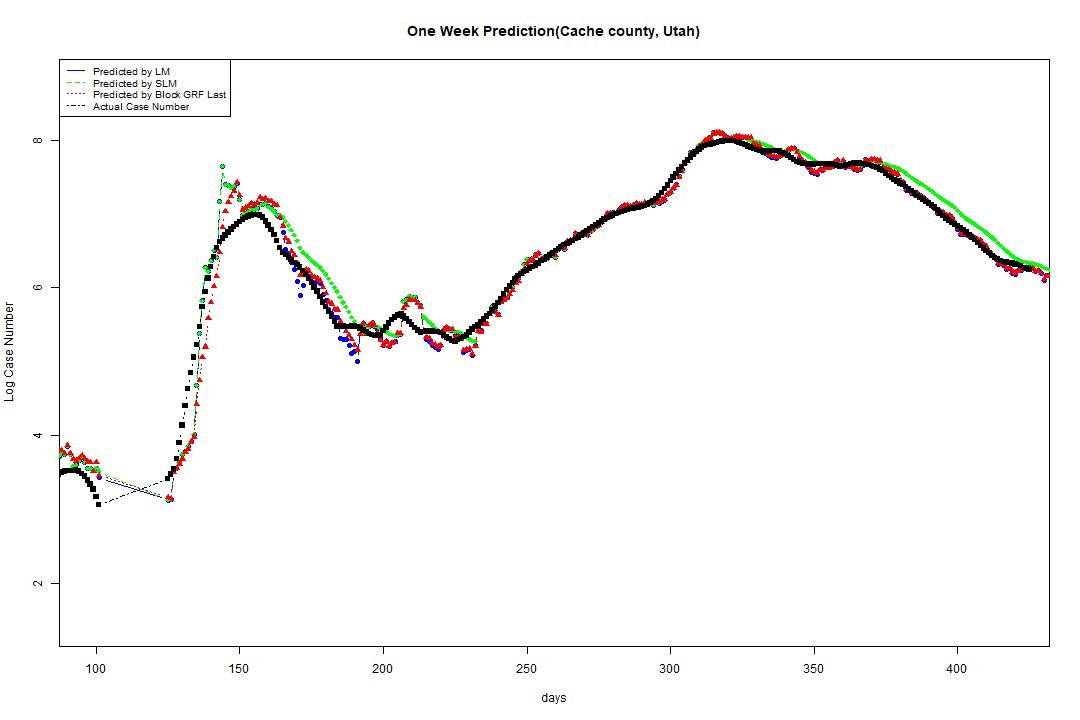 One Week Prediction(Cache county, Utah)
Predicted by LM
Predicted by SLM
Predicted by Block GRF Last
Actual Case Number
8
6
4
2
Log Case Number
100 150 200 250 300 350 400
days